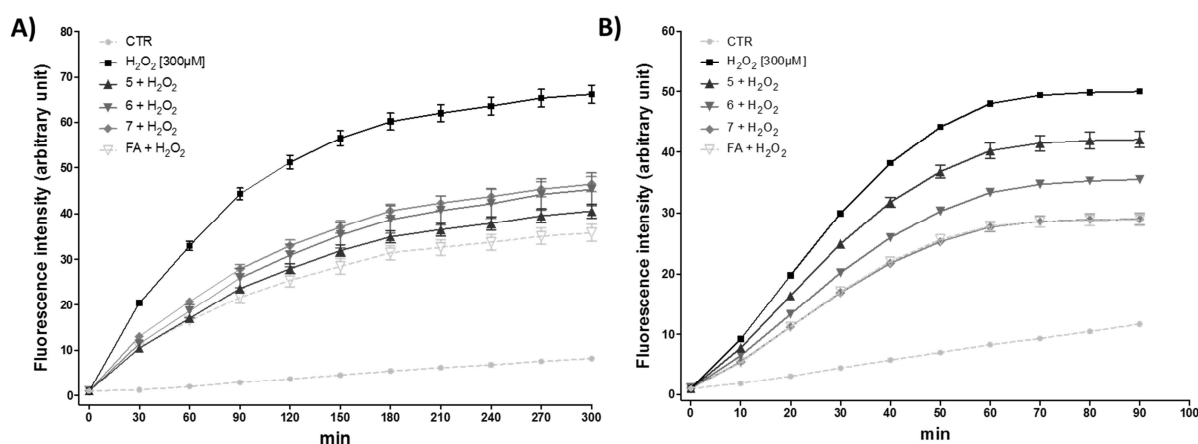 A)
Fluorescence intensity (arbitrary unit)
80
70
60
50
40
30
20
10
0
CTR
H₂O₂ [300µM]
5 + H₂O₂
6 + H₂O₂
7 + H₂O₂
FA + H₂O₂
0 30 60 90 120 150 180 210 240 270 300
min
B)
Fluorescence intensity (arbitrary unit)
60
50
40
30
20
10
0
CTR
H₂O₂ [300µM]
5 + H₂O₂
6 + H₂O₂
7 + H₂O₂
FA + H₂O₂
0 10 20 30 40 50 60 70 80 90 100
min